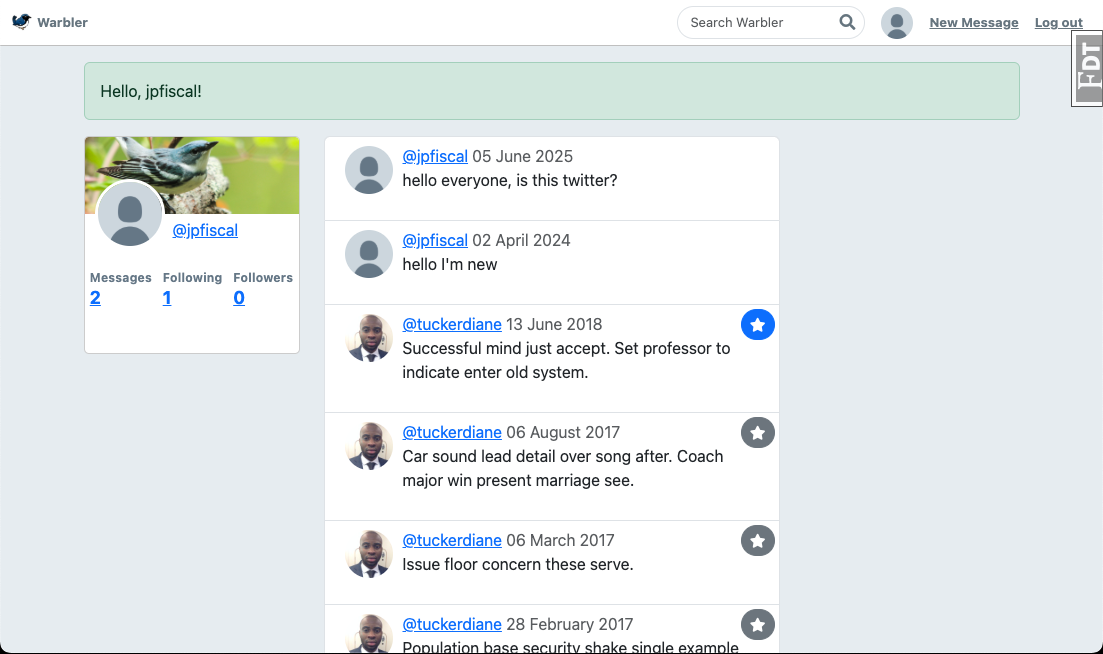 Warbler
Search Warbler
New Message
Log out
FDT
Hello, jpfiscal!
@jpfiscal
Messages
Following
Followers
2
1
0
@jpfiscal 05 June 2025
hello everyone, is this twitter?
@jpfiscal 02 April 2024
hello I'm new
@tuckerdiane 13 June 2018
Successful mind just accept. Set professor to
indicate enter old system.
@tuckerdiane 06 August 2017
Car sound lead detail over song after. Coach
major win present marriage see.
@tuckerdiane 06 March 2017
Issue floor concern these serve.
@tuckerdiane 28 February 2017
Population base security shake single example